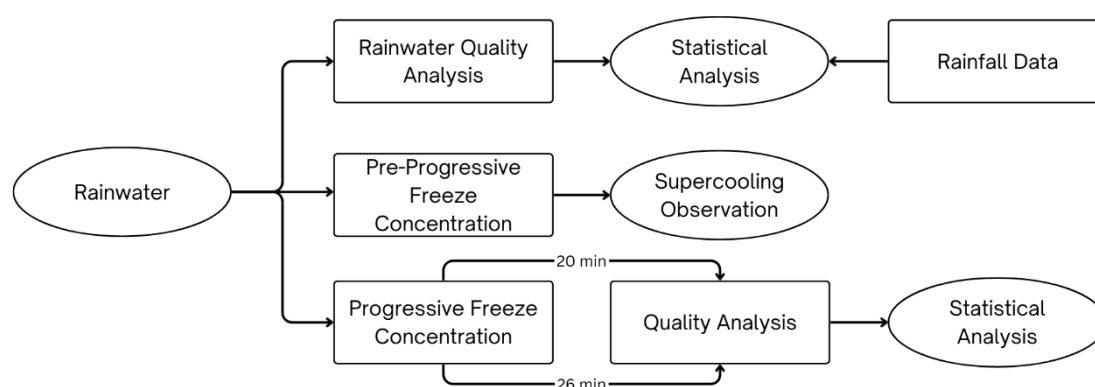 Rainwater
Rainwater Quality
Analysis
Statistical
Analysis
Rainfall Data
Pre-Progressive
Freeze
Concentration
Supercooling
Observation
20 min
Progressive Freeze
Concentration
Quality Analysis
Statistical
Analysis
26 min